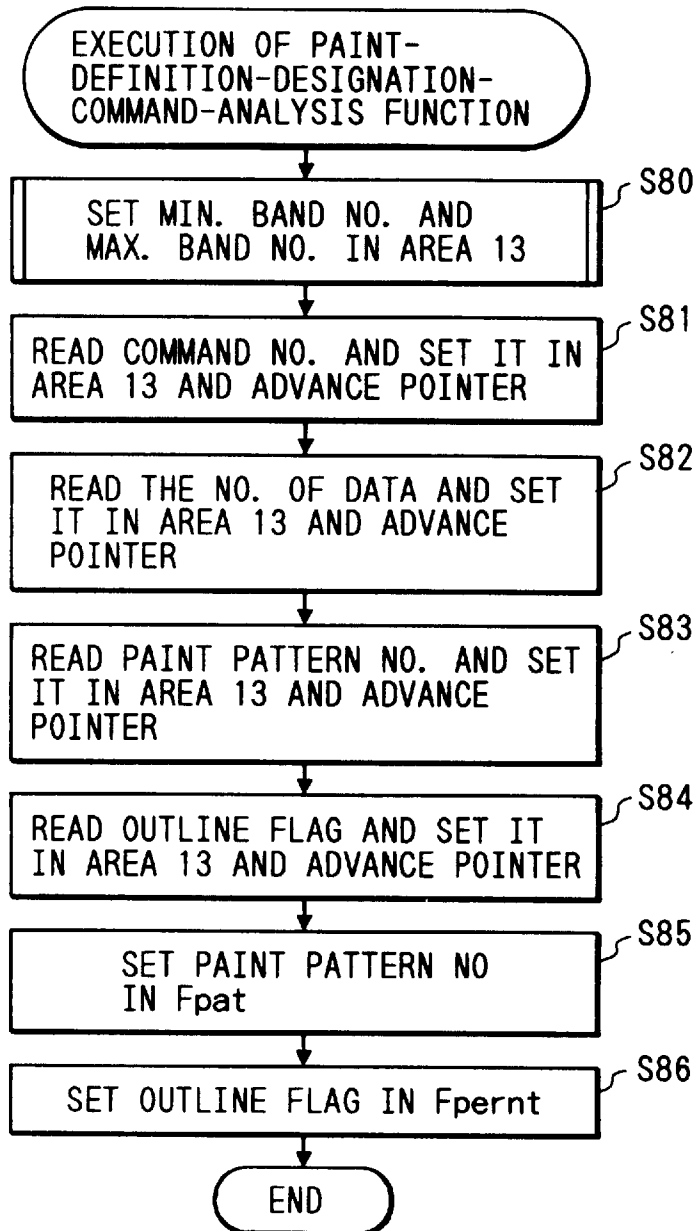 EXECUTION OF PAINT-
DEFINITION-DESIGNATION-
COMMAND-ANALYSIS FUNCTION
S80
SET MIN. BAND NO. AND
MAX. BAND NO. IN AREA 13
S81
READ COMMAND NO. AND SET IT IN
AREA 13 AND ADVANCE POINTER
S82
READ THE NO. OF DATA AND SET
IT IN AREA 13 AND ADVANCE
POINTER
S83
READ PAINT PATTERN NO. AND SET
IT IN AREA 13 AND ADVANCE
POINTER
S84
READ OUTLINE FLAG AND SET IT
IN AREA 13 AND ADVANCE POINTER
S85
SET PAINT PATTERN NO
IN Fpat
S86
SET OUTLINE FLAG IN Fpernt
END